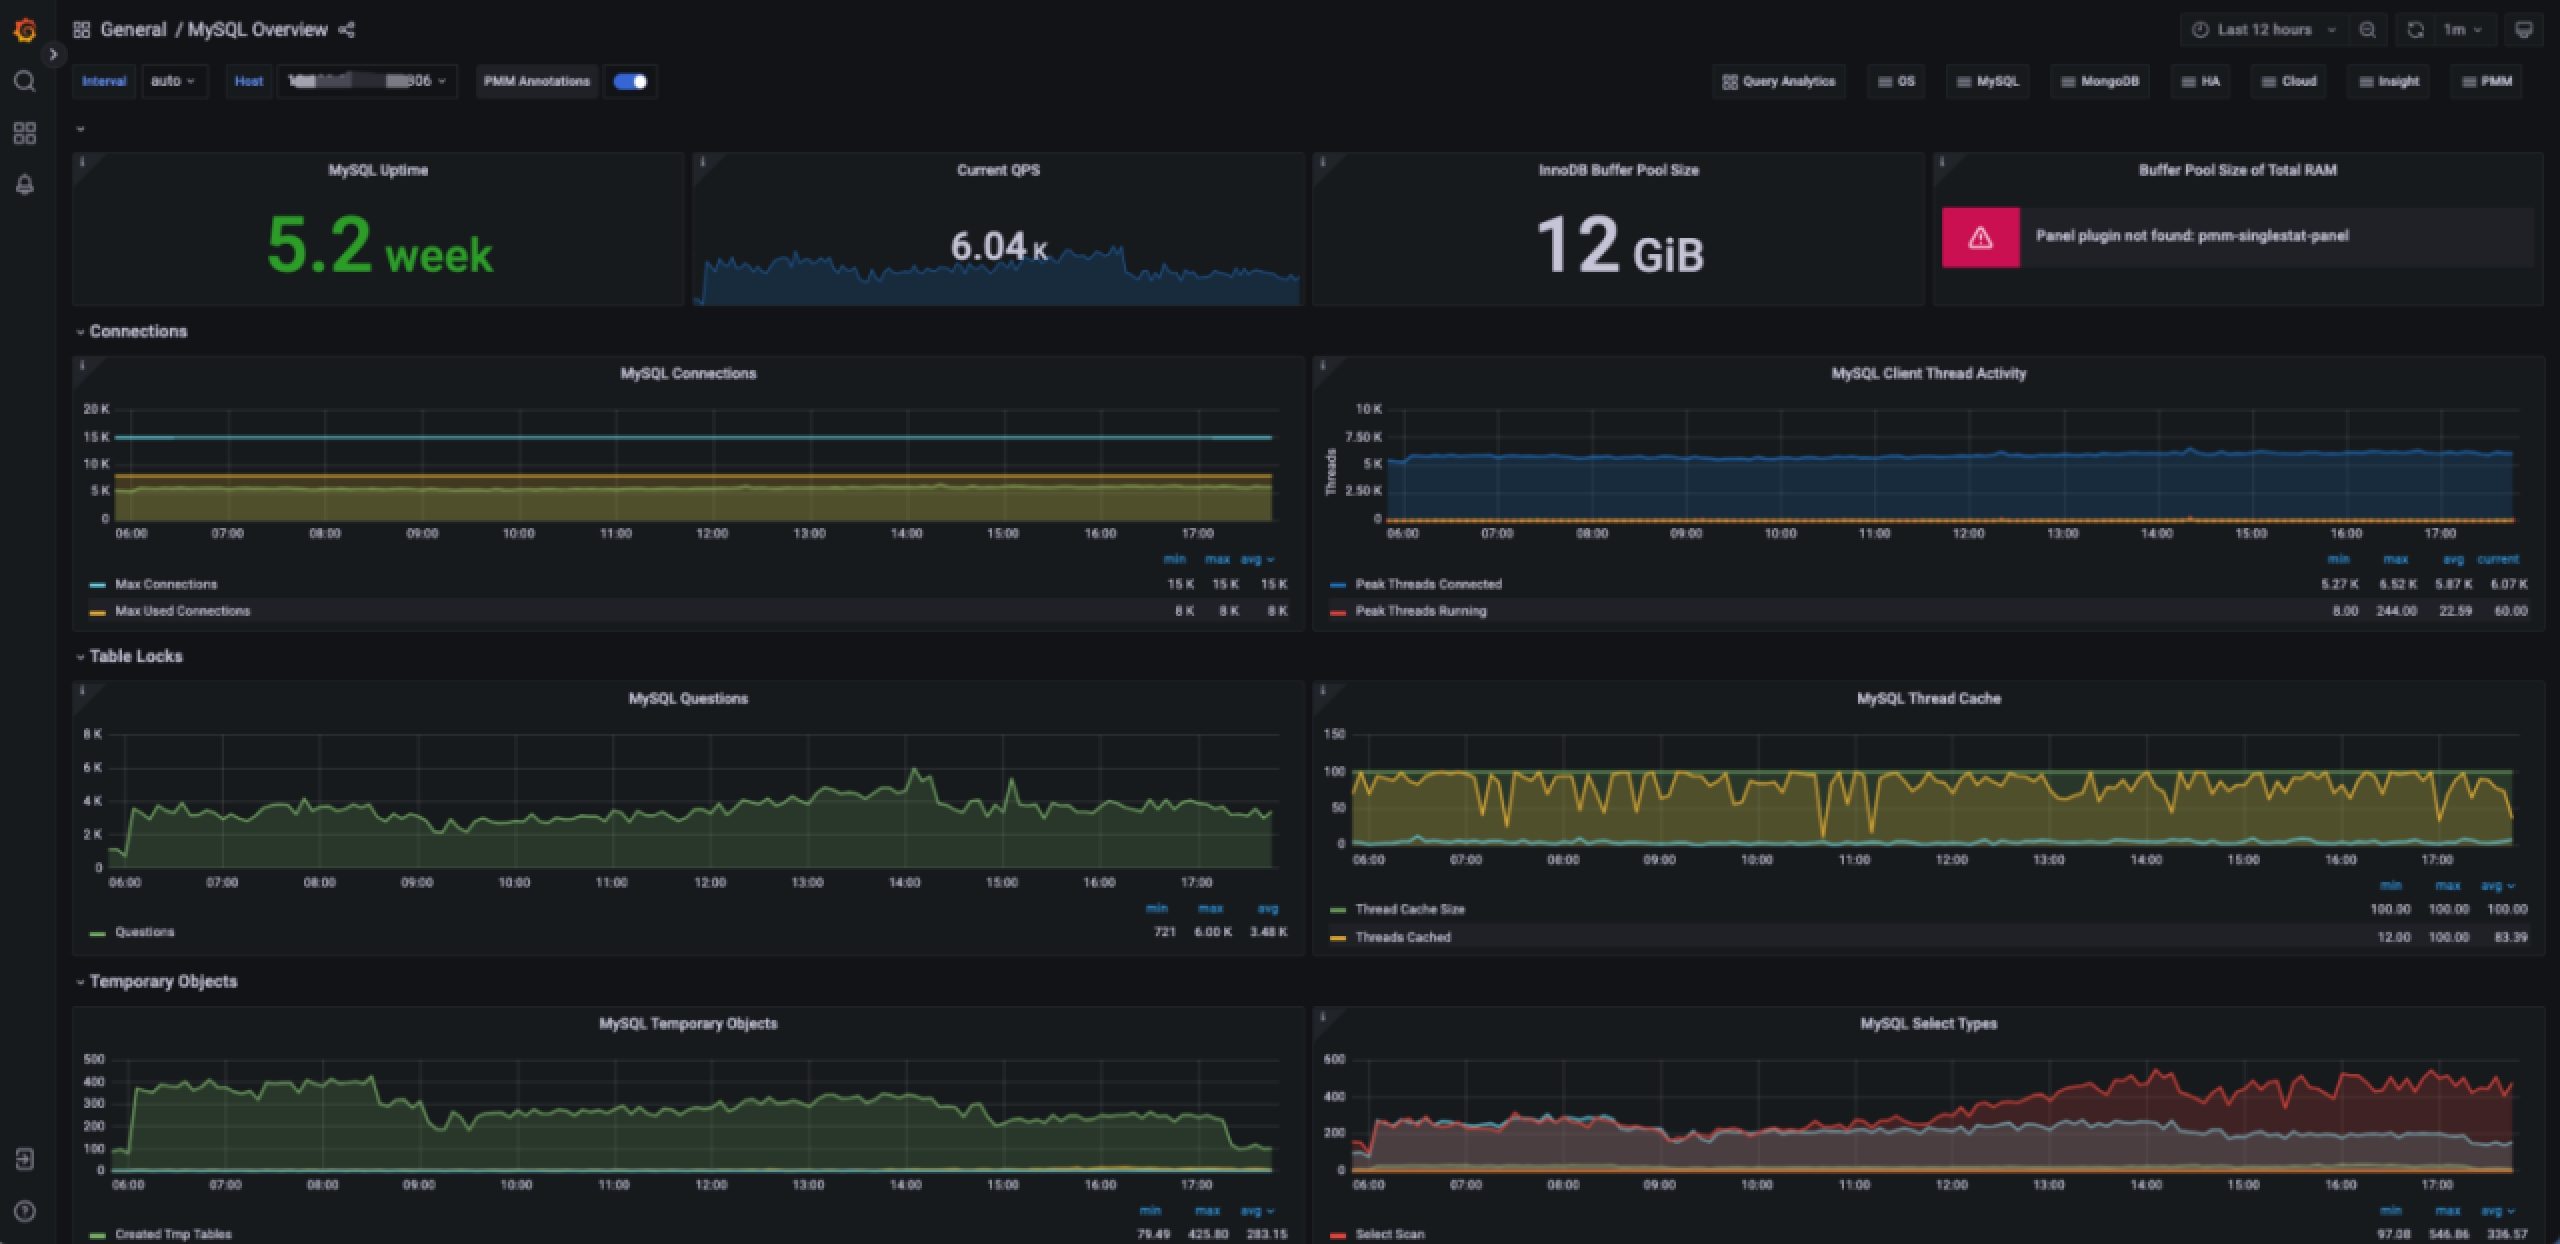 General / MySQL Overview
Last 12 hours
1m
Interval
auto
Host
306
PMM Annotations
Query Analytics
OS
MySQL
MongoDB
HA
Cloud
Insight
PMM
MySQL Uptime
5.2 week
Current QPS
6.04 K
InnoDB Buffer Pool Size
12 GiB
Buffer Pool Size of Total RAM
Panel plugin not found: pmm-singlestat-panel
Connections
MySQL Connections
20 K
15 K
10 K
5 K
0
06:00 07:00 08:00 09:00 10:00 11:00 12:00 13:00 14:00 15:00 16:00 17:00
min max avg
Max Connections 15 K 15 K 15 K
Max Used Connections 8 K 8 K 8 K
MySQL Client Thread Activity
Threads
10 K
7.50 K
5 K
2.50 K
0
06:00 07:00 08:00 09:00 10:00 11:00 12:00 13:00 14:00 15:00 16:00 17:00
min max avg current
Peak Threads Connected 5.27 K 6.52 K 5.87 K 6.07 K
Peak Threads Running 8.00 244.00 22.59 60.00
Table Locks
MySQL Questions
8 K
6 K
4 K
2 K
0
06:00 07:00 08:00 09:00 10:00 11:00 12:00 13:00 14:00 15:00 16:00 17:00
min max avg
Questions 721 6.00 K 3.48 K
MySQL Thread Cache
150
100
50
0
06:00 07:00 08:00 09:00 10:00 11:00 12:00 13:00 14:00 15:00 16:00 17:00
min max avg
Thread Cache Size 100.00 100.00 100.00
Threads Cached 12.00 100.00 83.39
Temporary Objects
MySQL Temporary Objects
500
400
300
200
100
0
06:00 07:00 08:00 09:00 10:00 11:00 12:00 13:00 14:00 15:00 16:00 17:00
min max avg
Created Tmp Tables 79.49 425.80 283.15
MySQL Select Types
600
400
200
0
06:00 07:00 08:00 09:00 10:00 11:00 12:00 13:00 14:00 15:00 16:00 17:00
min max avg
Select Scan 97.08 546.86 336.57